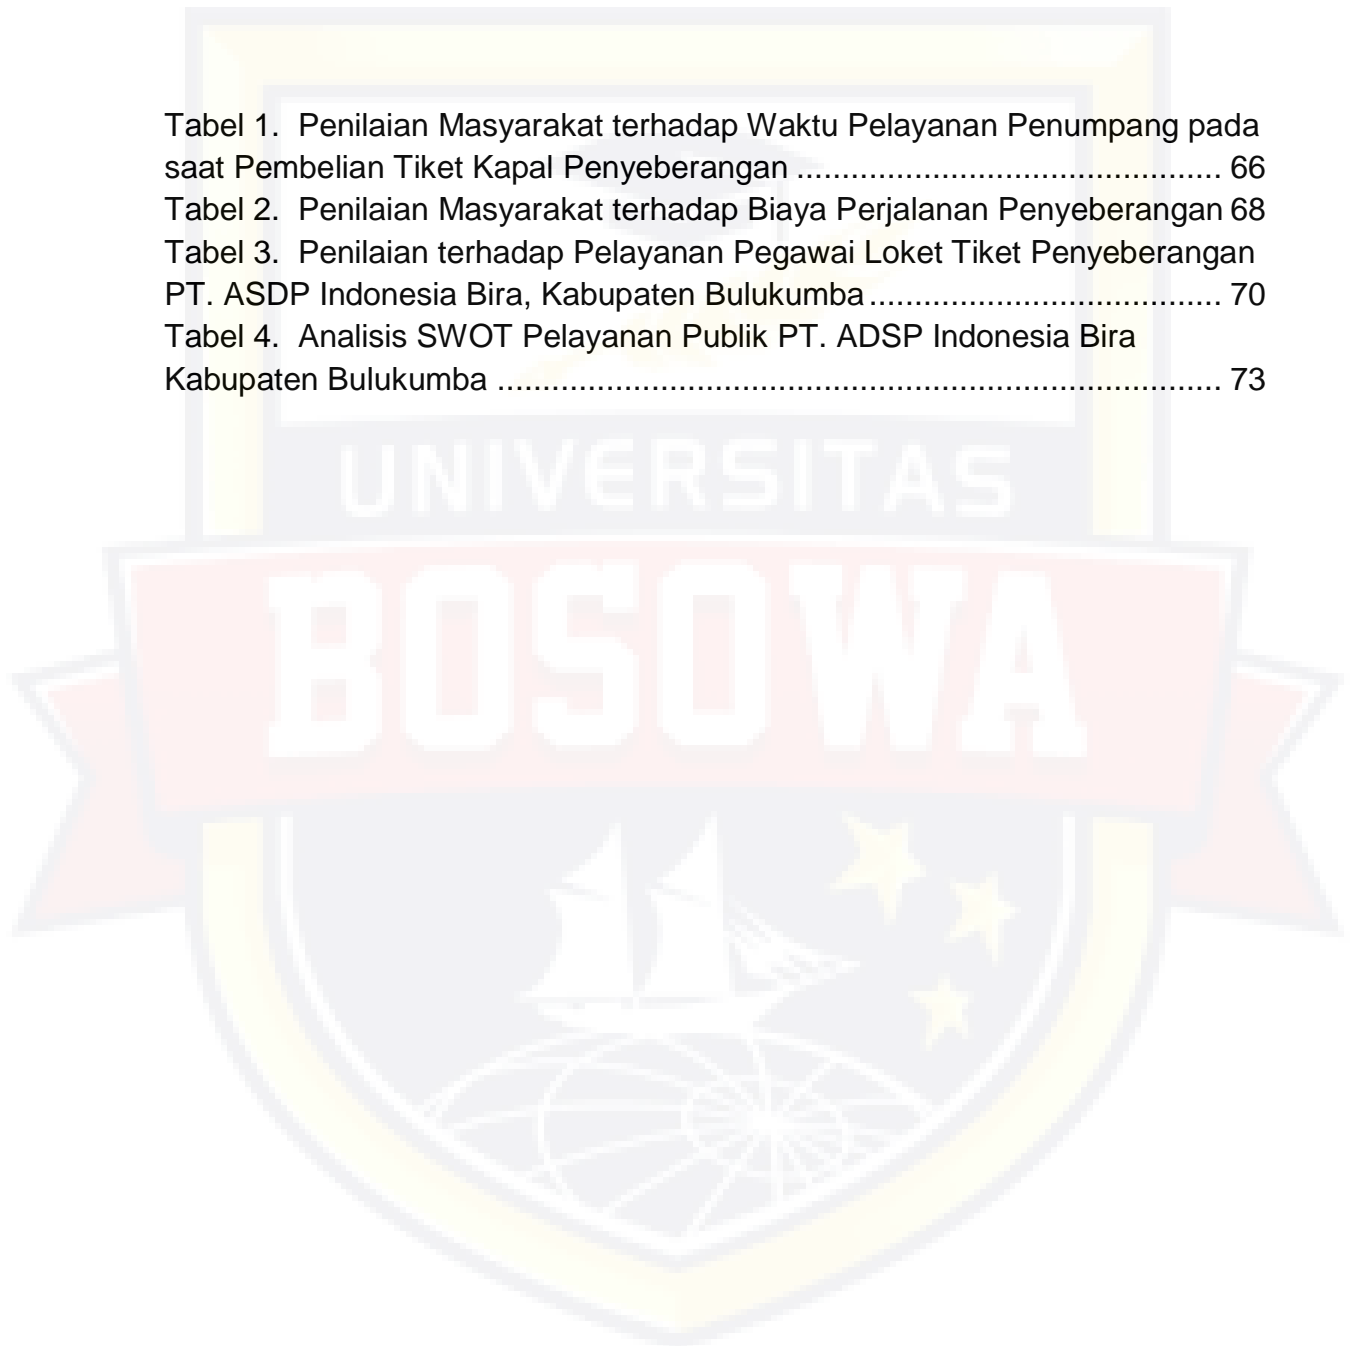 Tabel 1. Penilaian Masyarakat terhadap Waktu Pelayanan Penumpang pada
saat Pembelian Tiket Kapal Penyeberangan ............................................... 66
Tabel 2. Penilaian Masyarakat terhadap Biaya Perjalanan Penyeberangan 68
Tabel 3. Penilaian terhadap Pelayanan Pegawai Loket Tiket Penyeberangan
PT. ASDP Indonesia Bira, Kabupaten Bulukumba ....................................... 70
Tabel 4. Analisis SWOT Pelayanan Publik PT. ADSP Indonesia Bira
Kabupaten Bulukumba ................................................................................ 73
UNIVERSITAS
BOSOWA